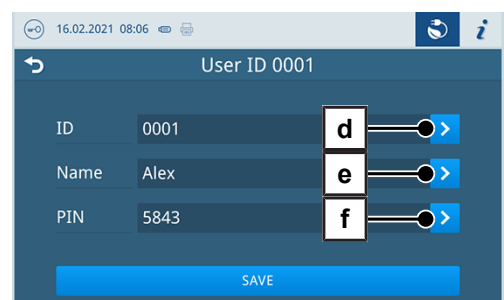 16.02.2021 08:06 i
User ID 0001
ID 0001 d
Name Alex e
PIN 5843 f
SAVE